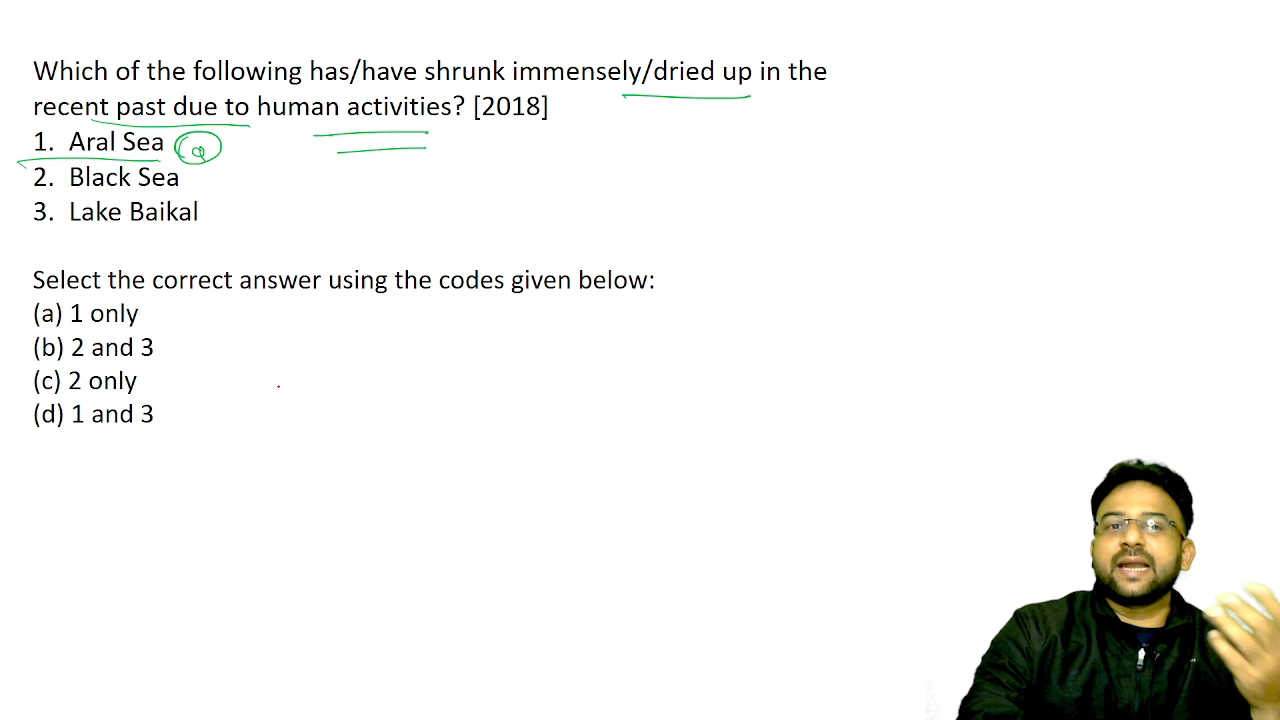 Which of the following has/have shrunk immensely/dried up in the
recent past due to human activities? [2018]
1. Aral Sea a
2. Black Sea
3. Lake Baikal
Select the correct answer using the codes given below:
(a) 1 only
(b) 2 and 3
(c) 2 only
(d) 1 and 3